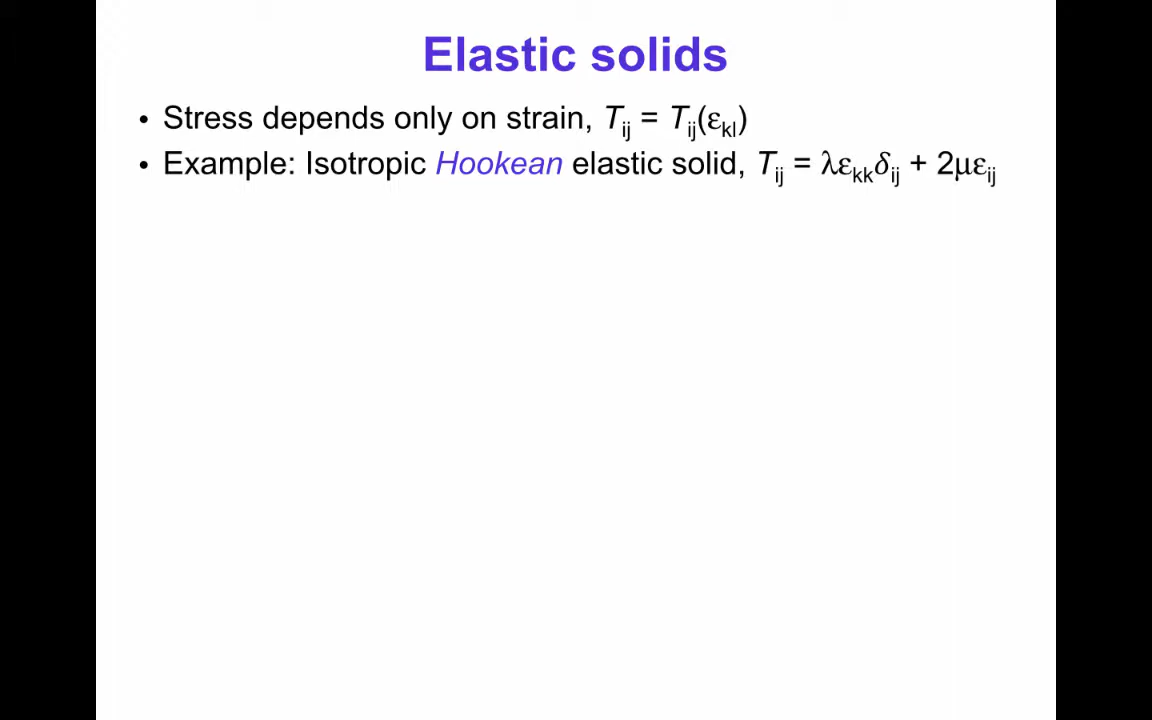 Elastic solids
• Stress depends only on strain, Tij = Tij(εkl)
• Example: Isotropic Hookean elastic solid, Tij = λεkkδij + 2μεij